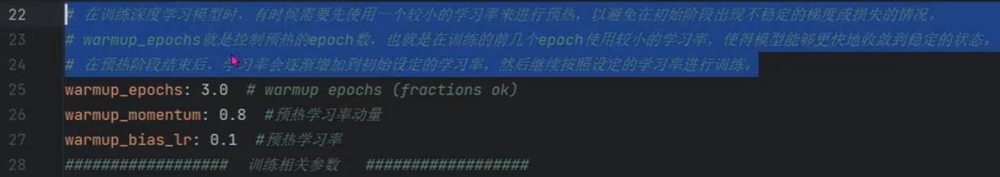 22 # 在训练深度学习模型时，有时候需要先使用一个较小的学习率来进行预热，以避免在初始阶段出现不稳定的梯度或损失的情况。
23 # warmup_epochs就是控制预热的epoch数，也就是在训练的前几个epoch使用较小的学习率，使得模型能够更快地收敛到稳定的状态。
24 # 在预热阶段结束后，学习率会逐渐增加到初始设定的学习率，然后继续按照设定的学习率进行训练。
25 warmup_epochs: 3.0 # warmup epochs (fractions ok)
26 warmup_momentum: 0.8 #预热学习率动量
27 warmup_bias_lr: 0.1 #预热学习率
28 ################## 训练相关参数 ##################